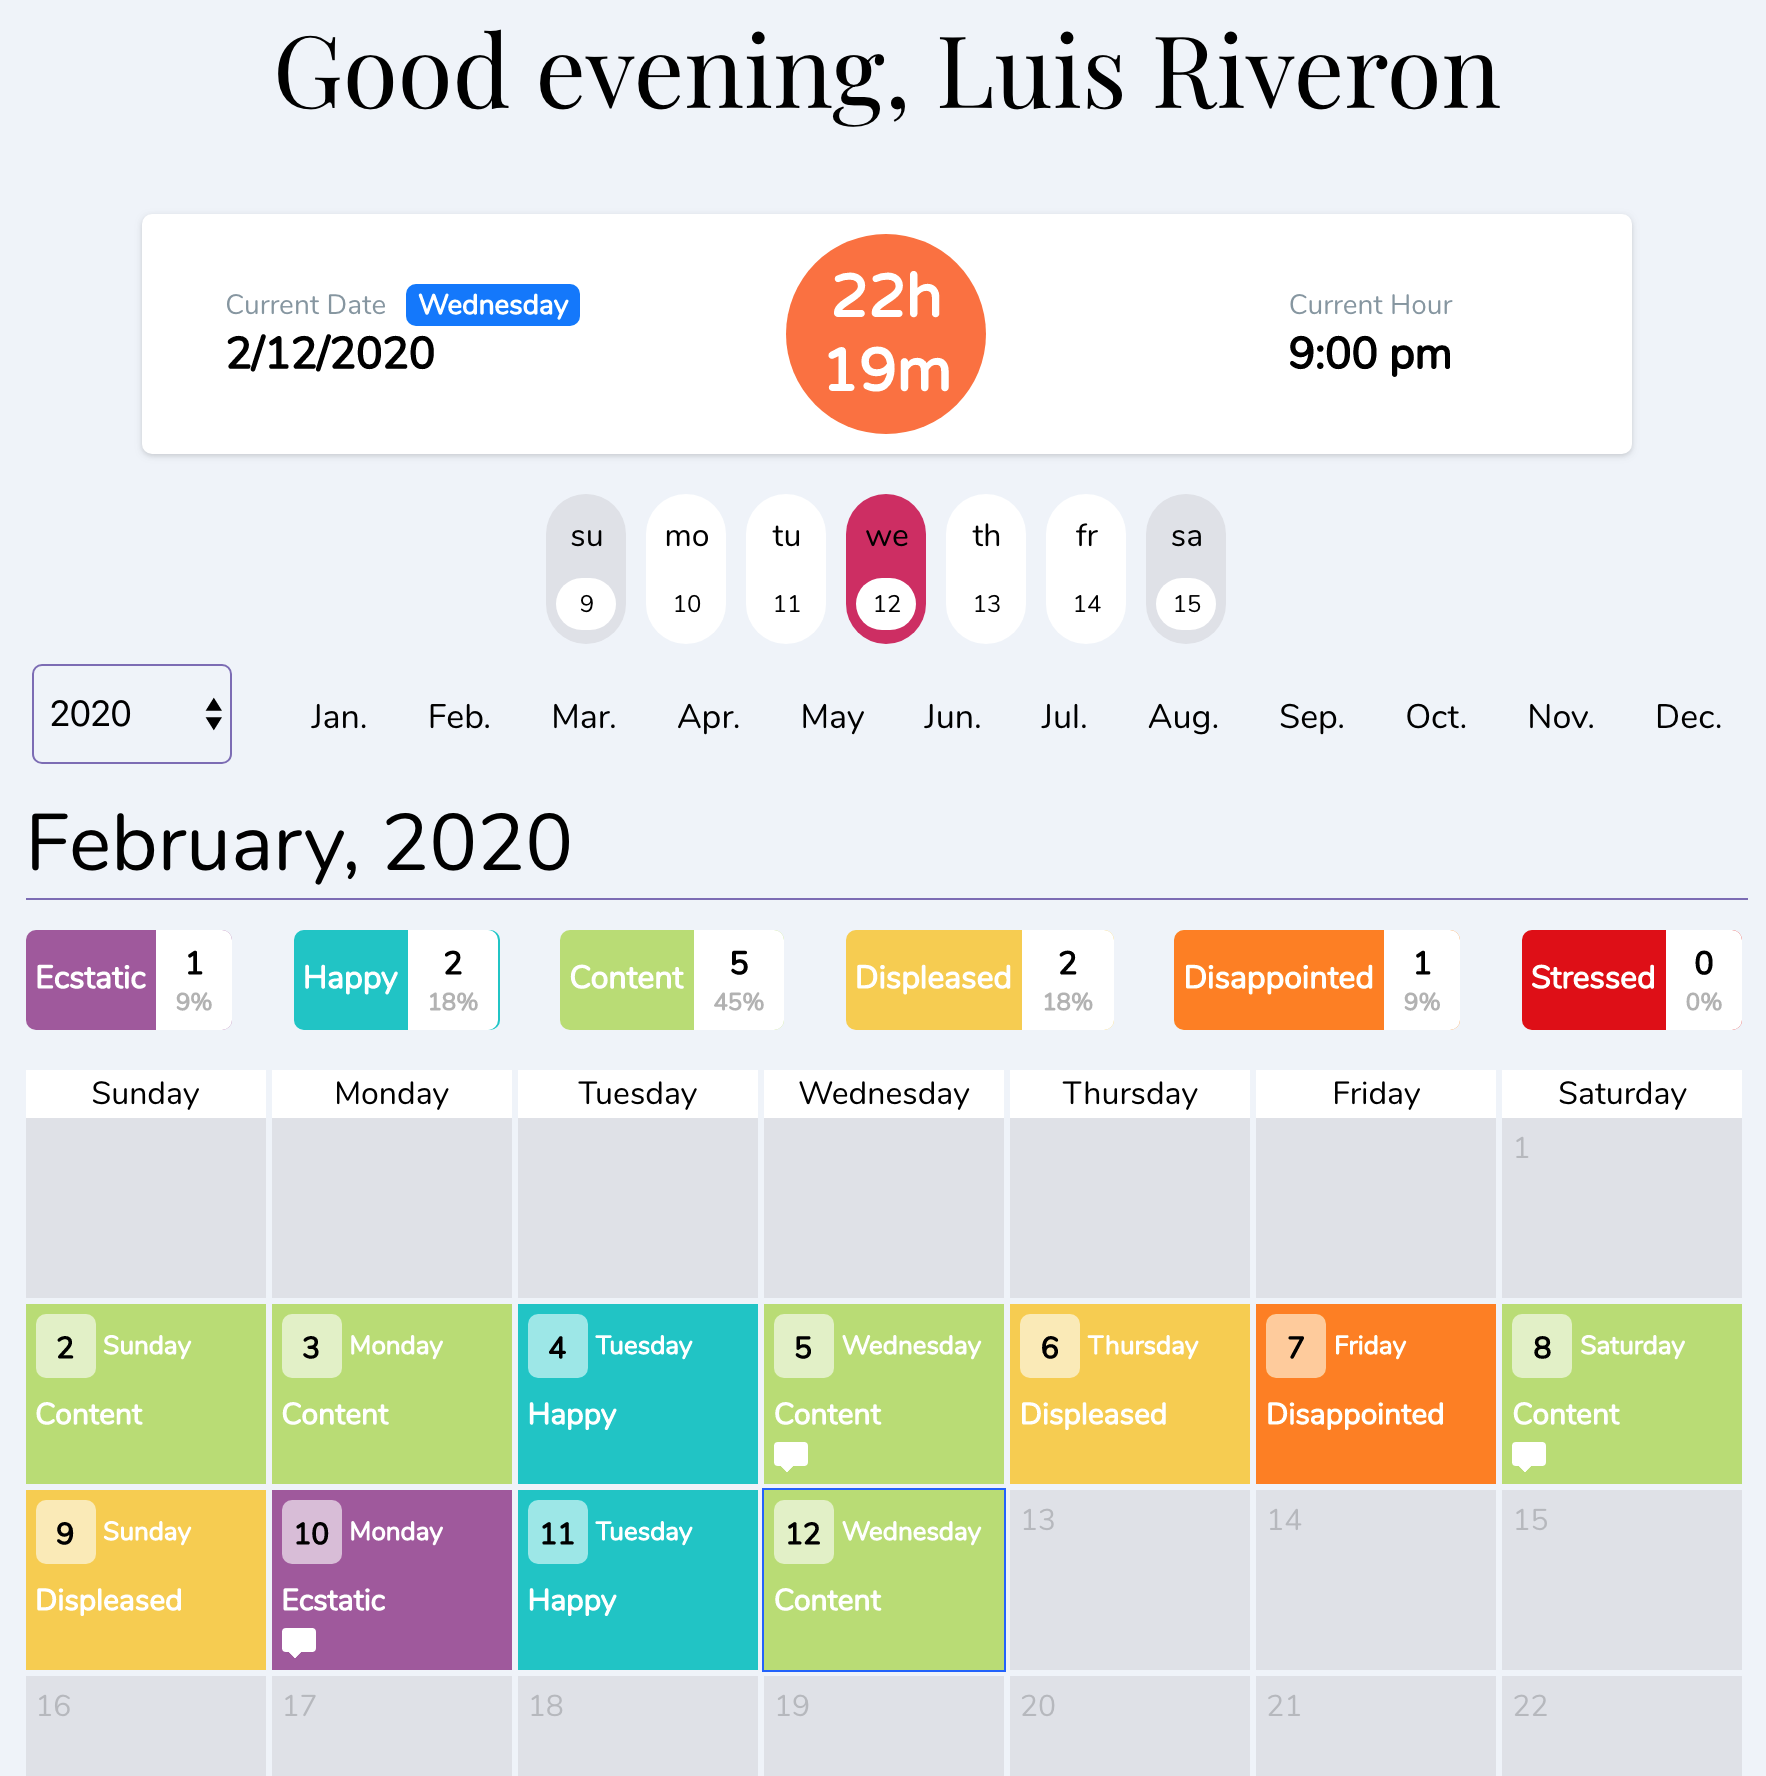 Good evening, Luis Riveron
Current Date Wednesday
2/12/2020
22h
19m
Current Hour
9:00 pm
su mo tu we th fr sa
9 10 11 12 13 14 15
2020 Jan. Feb. Mar. Apr. May Jun. Jul. Aug. Sep. Oct. Nov. Dec.
February, 2020
Ecstatic 1 9%
Happy 2 18%
Content 5 45%
Displeased 2 18%
Disappointed 1 9%
Stressed 0 0%
Sunday Monday Tuesday Wednesday Thursday Friday Saturday
1
2 Sunday 3 Monday 4 Tuesday 5 Wednesday 6 Thursday 7 Friday 8 Saturday
Content Content Happy Content Displeased Disappointed Content
9 Sunday 10 Monday 11 Tuesday 12 Wednesday 13 14 15
Displeased Ecstatic Happy Content
16 17 18 19 20 21 22